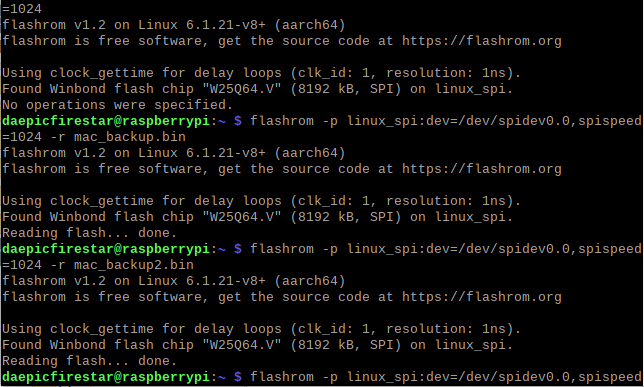 =1024
flashrom v1.2 on Linux 6.1.21-v8+ (aarch64)
flashrom is free software, get the source code at https://flashrom.org

Using clock_gettime for delay loops (clk_id: 1, resolution: 1ns).
Found Winbond flash chip "W25Q64.V" (8192 kB, SPI) on linux_spi.
No operations were specified.
daepicfirestar@raspberrypi:~ $ flashrom -p linux_spi:dev=/dev/spidev0.0,spispeed
=1024 -r mac_backup.bin
flashrom v1.2 on Linux 6.1.21-v8+ (aarch64)
flashrom is free software, get the source code at https://flashrom.org

Using clock_gettime for delay loops (clk_id: 1, resolution: 1ns).
Found Winbond flash chip "W25Q64.V" (8192 kB, SPI) on linux_spi.
Reading flash... done.
daepicfirestar@raspberrypi:~ $ flashrom -p linux_spi:dev=/dev/spidev0.0,spispeed
=1024 -r mac_backup2.bin
flashrom v1.2 on Linux 6.1.21-v8+ (aarch64)
flashrom is free software, get the source code at https://flashrom.org

Using clock_gettime for delay loops (clk_id: 1, resolution: 1ns).
Found Winbond flash chip "W25Q64.V" (8192 kB, SPI) on linux_spi.
Reading flash... done.
daepicfirestar@raspberrypi:~ $ flashrom -p linux_spi:dev=/dev/spidev0.0,spispeed